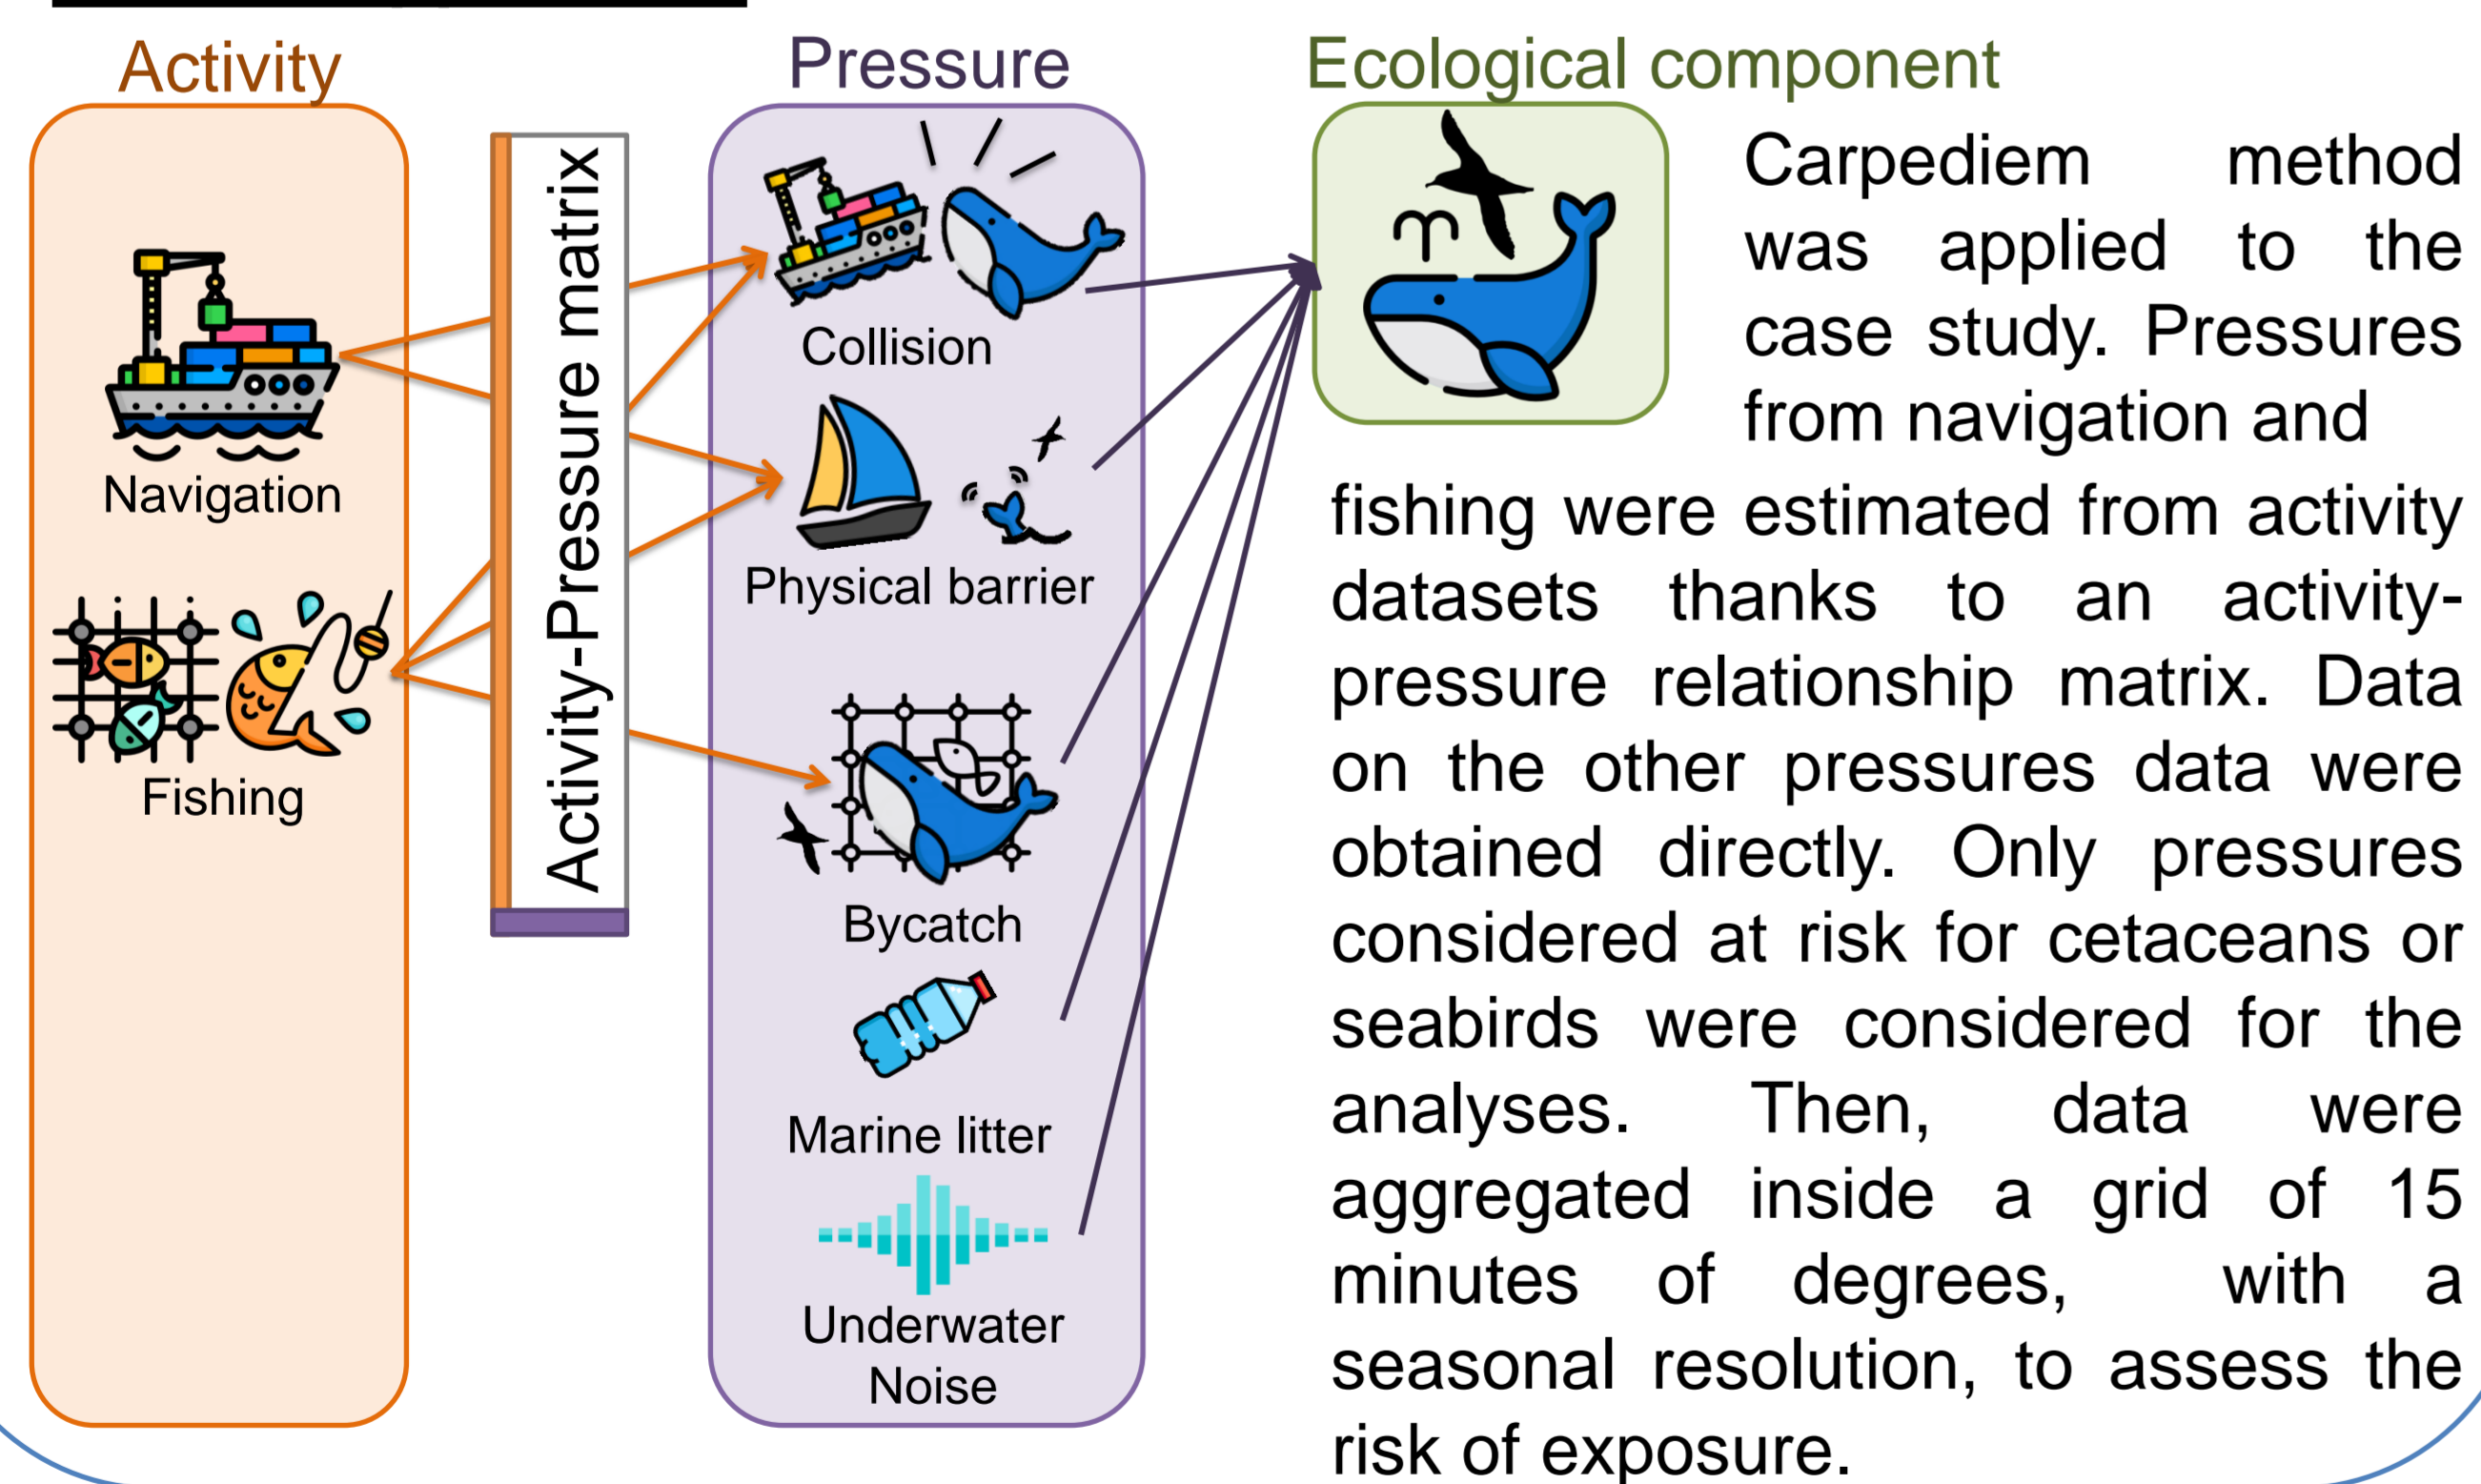 Activity
Pressure
Ecological component
Navigation
Fishing
Activity-Pressure matrix
Collision
Physical barrier
Bycatch
Marine litter
Underwater
Noise
Carpediem method
was applied to the
case study. Pressures
from navigation and
fishing were estimated from activity
datasets thanks to an activity-
pressure relationship matrix. Data
on the other pressures data were
obtained directly. Only pressures
considered at risk for cetaceans or
seabirds were considered for the
analyses. Then, data were
aggregated inside a grid of 15
minutes of degrees, with a
seasonal resolution, to assess the
risk of exposure.